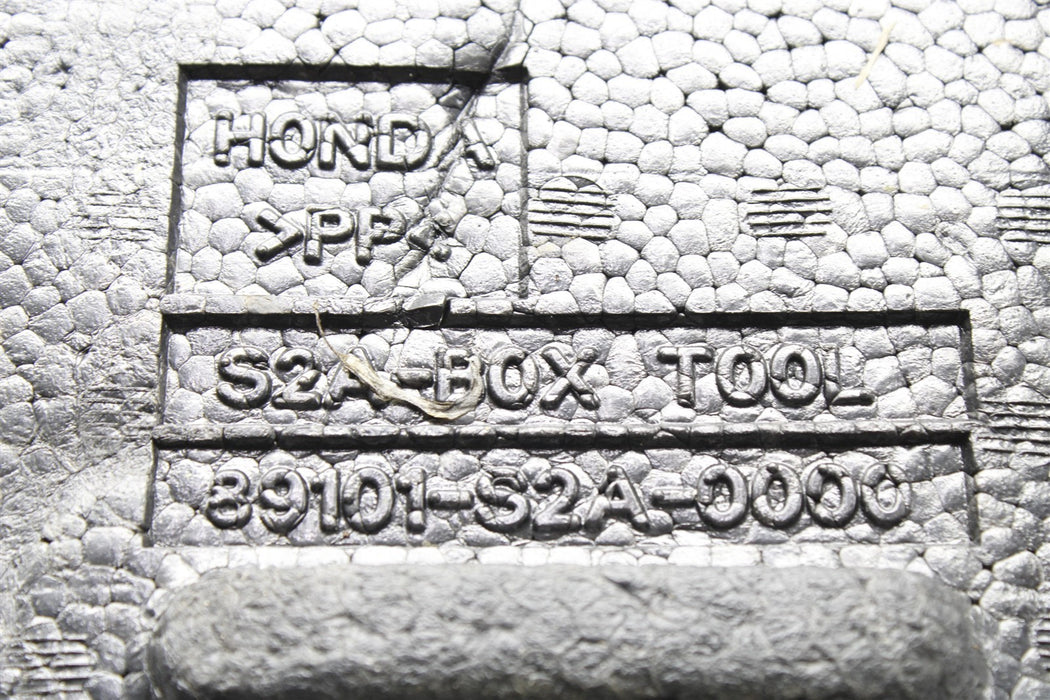 HONDA
>PP<
S2A-BOX TOOL
89101-S2A-0000